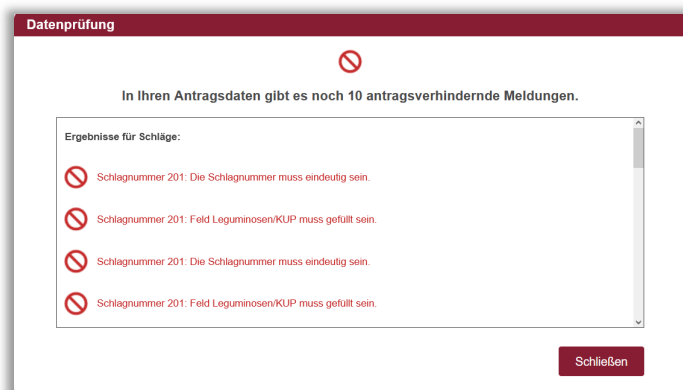 Datenprüfung
In Ihren Antragsdaten gibt es noch 10 antragsverhindernde Meldungen.
Ergebnisse für Schläge:
Schlagnummer 201: Die Schlagnummer muss eindeutig sein.
Schlagnummer 201: Feld Leguminosen/KUP muss gefüllt sein.
Schlagnummer 201: Die Schlagnummer muss eindeutig sein.
Schlagnummer 201: Feld Leguminosen/KUP muss gefüllt sein.
Schließen